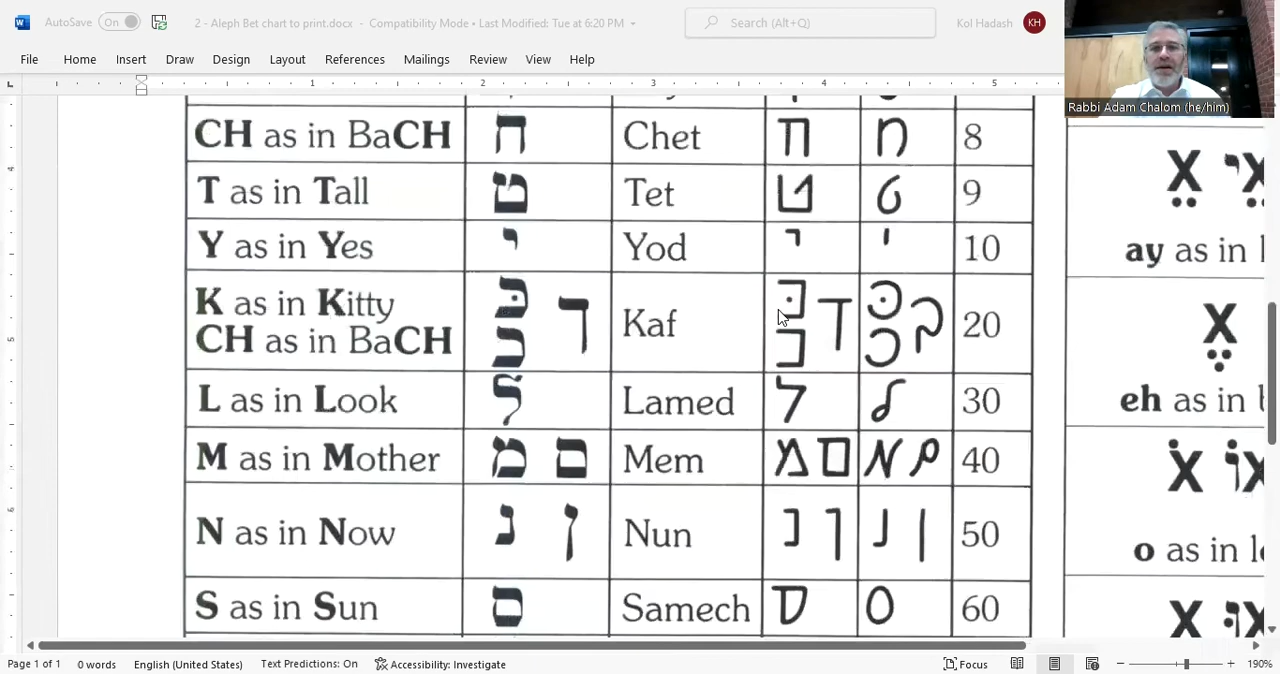 AutoSave On 2 - Aleph Bet chart to print.docx - Compatibility Mode • Last Modified: Tue at 6:20 PM Search (Alt+Q) Kol Hadash KH
File Home Insert Draw Design Layout References Mailings Review View Help
Rabbi Adam Chalom (he/him)
1 2 3 4 5
CH as in BaCH ח Chet ח ח 8
T as in Tall ט Tet ט ט 9
Y as in Yes י Yod י י 10
K as in Kitty כּ ך Kaf כּ ך כּ ך 20
CH as in BaCH כ כ כ
L as in Look ל Lamed ל ל 30
M as in Mother מ ם Mem מ ם מ ם 40
N as in Now נ ן Nun נ ן נ ן 50
S as in Sun ס Samech ס ס 60
ay as in
eh as in
o as in
Page 1 of 1 0 words English (United States) Text Predictions: On Accessibility: Investigate Focus 190%